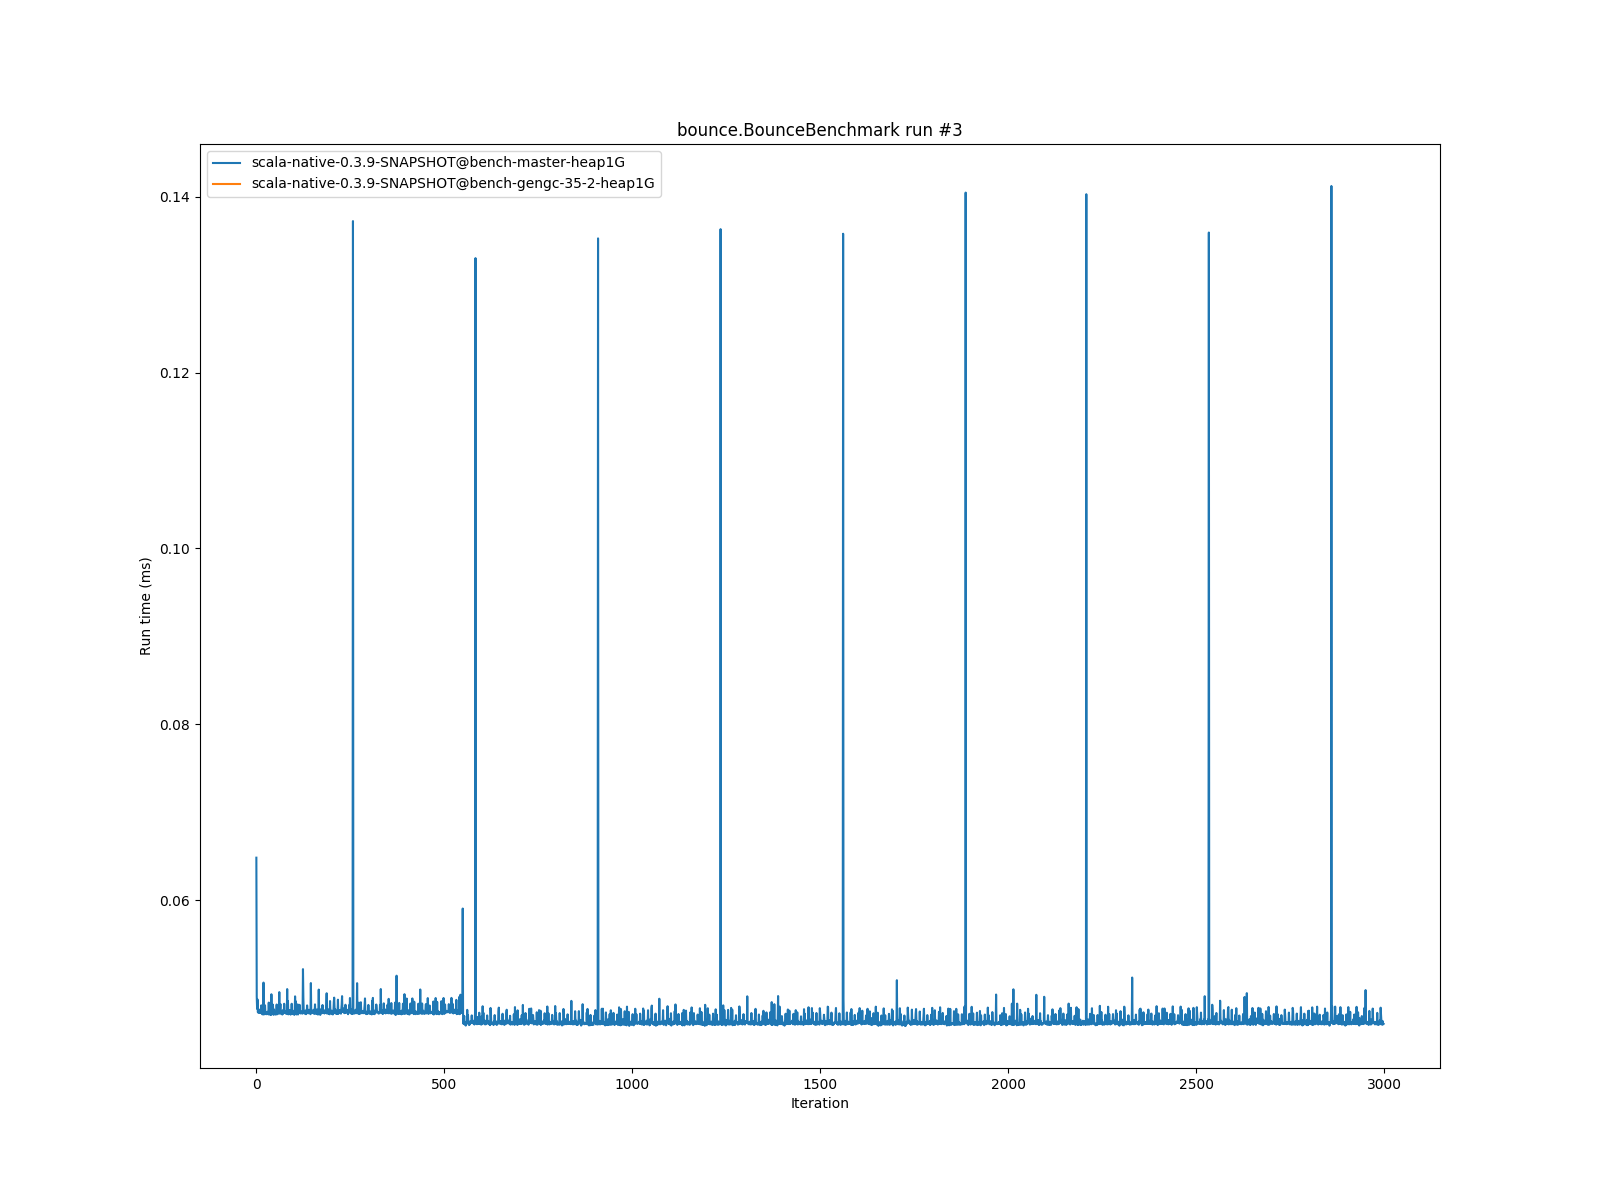 bounce.BounceBenchmark run #3
scala-native-0.3.9-SNAPSHOT@bench-master-heap1G
scala-native-0.3.9-SNAPSHOT@bench-gengc-35-2-heap1G
0.14
0.12
0.10
0.08
0.06
Run time (ms)
0 500 1000 1500 2000 2500 3000
Iteration